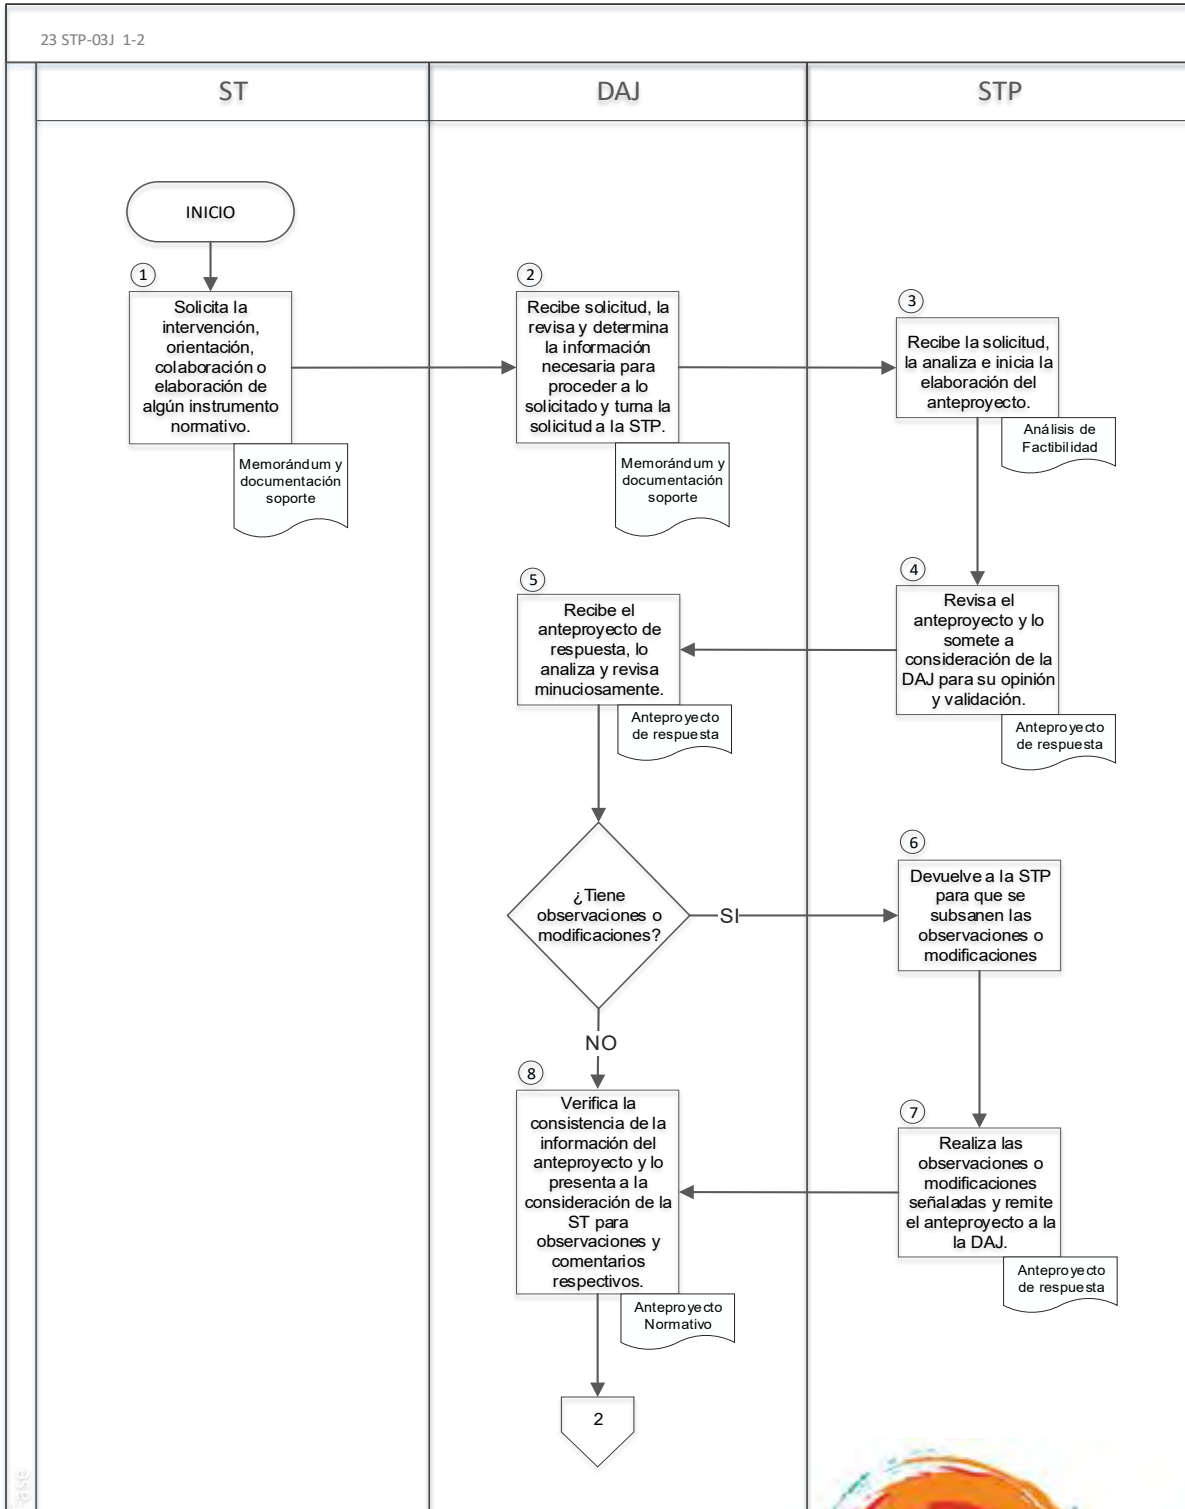 23 STP-03J 1-2
ST
DAJ
STP
INICIO
1
Solicita la
intervención,
orientación,
colaboración o
elaboración de
algún instrumento
normativo.
Memorándum y
documentación
soporte
2
Recibe solicitud, la
revisa y determina
la información
necesaria para
proceder a lo
solicitado y turna la
solicitud a la STP.
Memorándum y
documentación
soporte
3
Recibe la solicitud,
la analiza e inicia la
elaboración del
anteproyecto.
Análisis de
Factibilidad
4
Revisa el
anteproyecto y lo
somete a
consideración de la
DAJ para su opinión
y validación.
Anteproyecto
de respuesta
5
Recibe el
anteproyecto de
respuesta, lo
analiza y revisa
minuciosamente.
Anteproyecto
de respuesta
¿Tiene
observaciones o
modificaciones?
SI
NO
6
Devuelve a la STP
para que se
subsanen las
observaciones o
modificaciones
7
Realiza las
observaciones o
modificaciones
señaladas y remite
el anteproyecto a la
la DAJ.
Anteproyecto
de respuesta
8
Verifica la
consistencia de la
información del
anteproyecto y lo
presenta a la
consideración de la
ST para
observaciones y
comentarios
respectivos.
Anteproyecto
Normativo
2